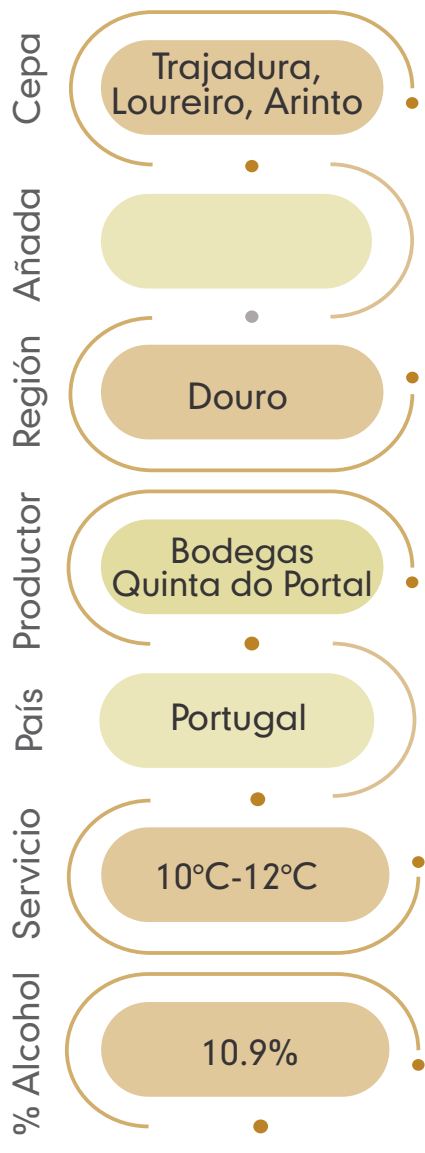 Cepa
Trajadura,
Loureiro, Arinto
Añada
Región
Douro
Productor
Bodegas
Quinta do Portal
País
Portugal
Servicio
10°C-12°C
% Alcohol
10.9%